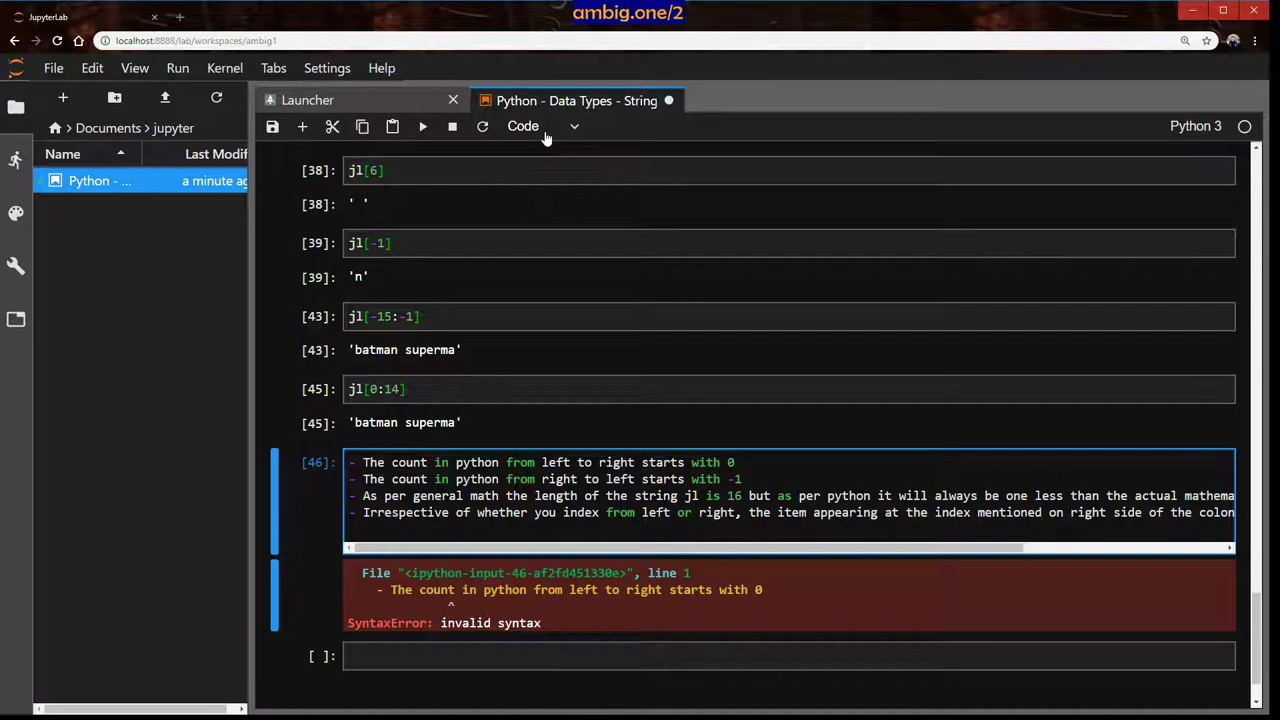 ambig.one/2
JupyterLab
localhost:8888/lab/workspaces/ambig1
File Edit View Run Kernel Tabs Settings Help
Launcher
Python - Data Types - String
Documents > jupyter
Code
Python 3
Name Last Modif
Python - ... a minute ag
[38]: jl[6]
[38]: ' '
[39]: jl[-1]
[39]: 'n'
[43]: jl[-15:-1]
[43]: 'batman superma'
[45]: jl[0:14]
[45]: 'batman superma'
[46]: - The count in python from left to right starts with 0
- The count in python from right to left starts with -1
- As per general math the length of the string jl is 16 but as per python it will always be one less than the actual mathema
- Irrespective of whether you index from left or right, the item appearing at the index mentioned on right side of the colon
File "<ipython-input-46-af2fd451330e>", line 1
- The count in python from left to right starts with 0
^
SyntaxError: invalid syntax
[ ]: